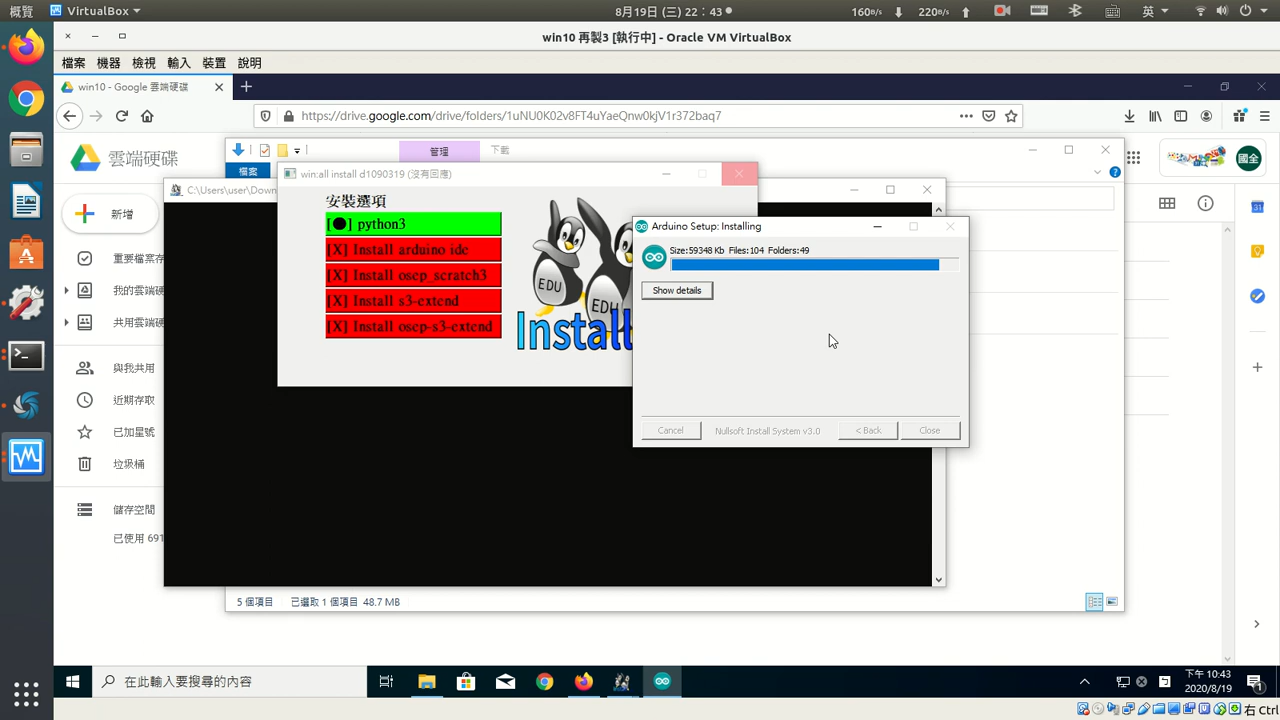 概覽 VirtualBox 8月19日 (三) 22：43 160B/s 220B/s 英
win10 再製3 [執行中] - Oracle VM VirtualBox
檔案 機器 檢視 輸入 裝置 說明
win10 - Google 雲端硬碟
https://drive.google.com/drive/folders/1uNU0K02v8FT4uYaeQnw0kjV1r372baq7
雲端硬碟
管理 下載
檔案
國全
win:all install d1090319 (沒有回應)
C:\Users\user\Down
新增
安裝選項
[●] python3
[X] Install arduino ide
[X] Install oscp_scratch3
[X] Install s3-extend
[X] Install oscp-s3-extend
EDU
EDU
Install
Arduino Setup: Installing
Size:59348 Kb Files:104 Folders:49
Show details
Cancel
Nullsoft Install System v3.0
< Back
Close
重要檔案存
我的雲端硬
共用雲端硬
與我共用
近期存取
已加星號
垃圾桶
儲存空間
已使用 691
5 個項目 已選取 1 個項目 48.7 MB
在此輸入要搜尋的內容
下午 10:43
2020/8/19
右 Ctrl